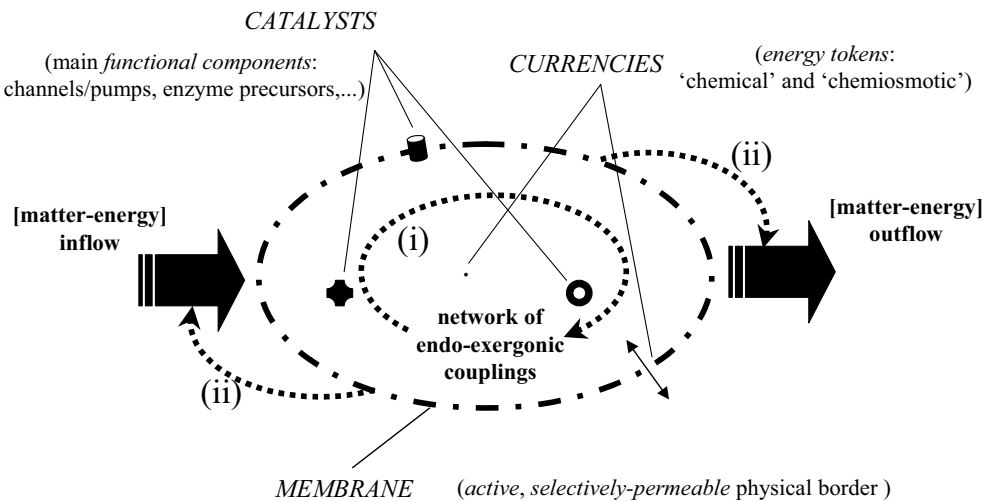 CATALYSTS
(main functional components:
channels/pumps, enzyme precursors,...)
CURRENCIES
(energy tokens:
‘chemical’ and ‘chemiosmotic’)
(ii)
[matter-energy]
inflow
(i)
[matter-energy]
outflow
network of
endo-exergonic
couplings
(ii)
MEMBRANE
(active, selectively-permeable physical border )